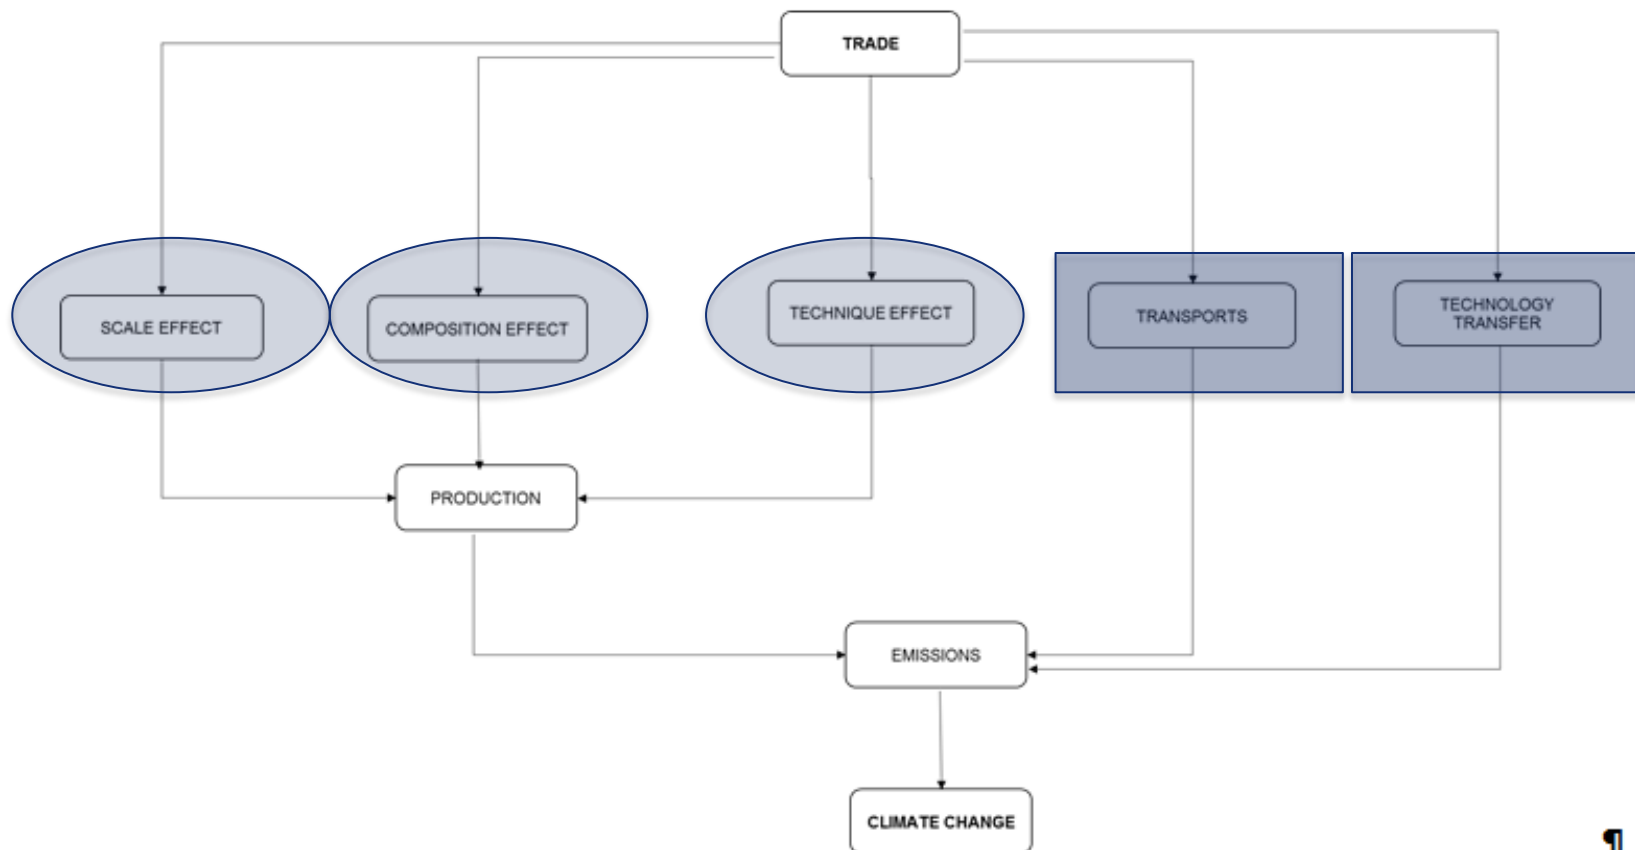 TRADE
SCALE EFFECT
COMPOSITION EFFECT
TECHNIQUE EFFECT
TRANSPORTS
TECHNOLOGY
TRANSFER
PRODUCTION
EMISSIONS
CLIMATE CHANGE
¶